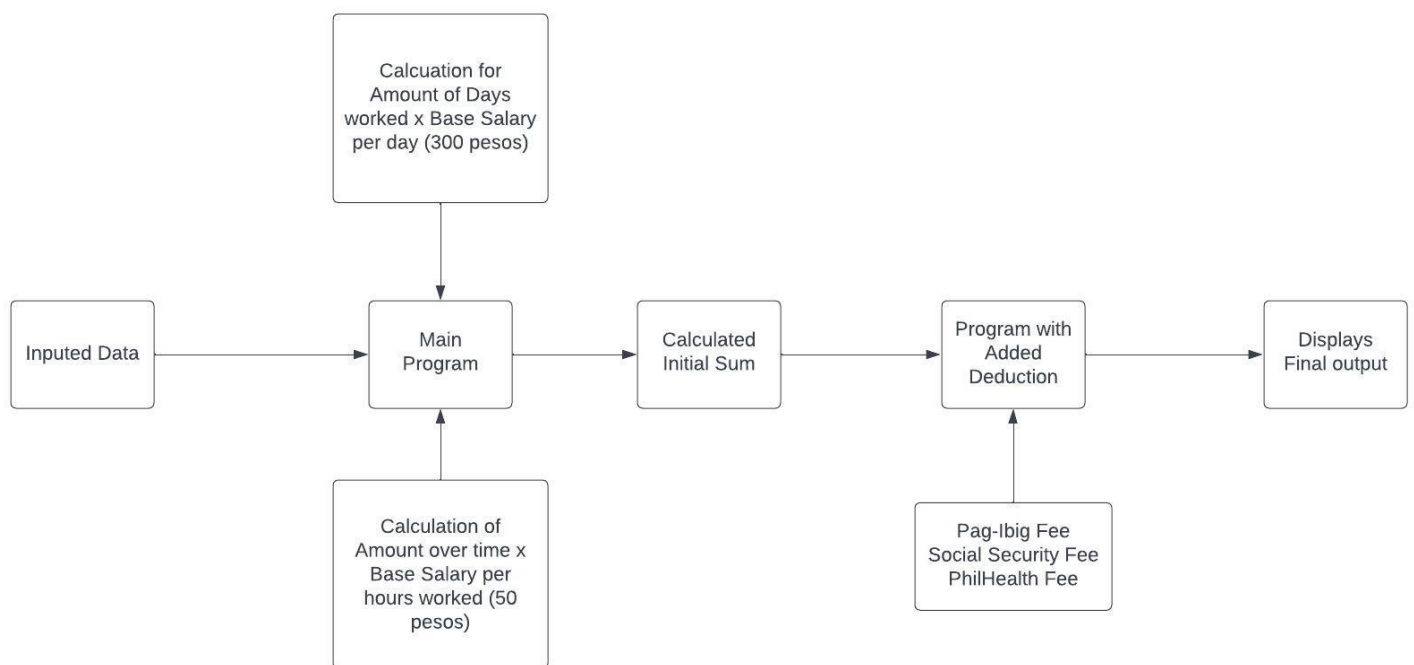 Calcuation for
Amount of Days
worked x Base Salary
per day (300 pesos)
Inputed Data
Main
Program
Calculated
Initial Sum
Program with
Added
Deduction
Displays
Final output
Calculation of
Amount over time x
Base Salary per
hours worked (50
pesos)
Pag-Ibig Fee
Social Security Fee
PhilHealth Fee